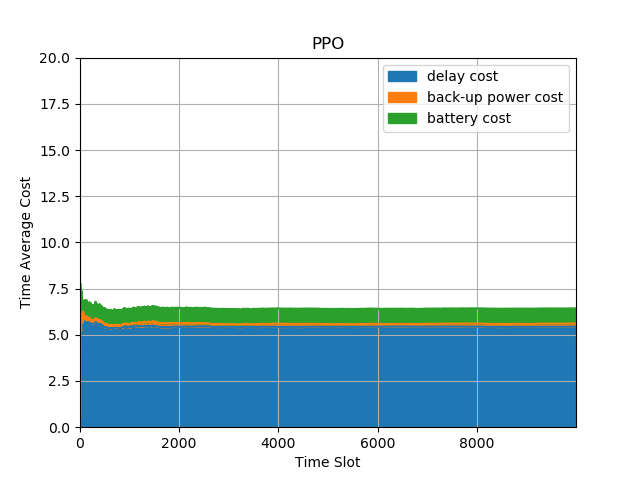 PPO
20.0
17.5
15.0
12.5
10.0
7.5
5.0
2.5
0.0
Time Average Cost
delay cost
back-up power cost
battery cost
0
2000
4000
6000
8000
Time Slot